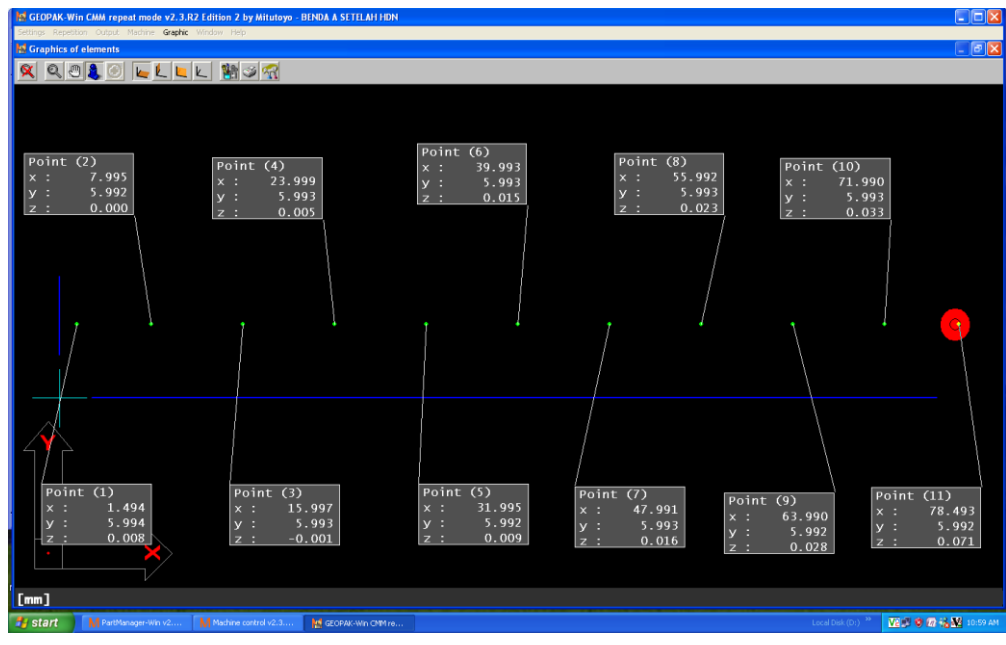 GEOPAK-Win CMM repeat mode v2.3.R2 Edition 2 by Mitutoyo - BENDA A SETELAH HDN
Settings Repetition Output Machine Graphic Window Help
Graphics of elements
Point (2)
x : 7.995
y : 5.992
z : 0.000
Point (4)
x : 23.999
y : 5.993
z : 0.005
Point (6)
x : 39.993
y : 5.993
z : 0.015
Point (8)
x : 55.992
y : 5.993
z : 0.023
Point (10)
x : 71.990
y : 5.993
z : 0.033
Y
X
Point (1)
x : 1.494
y : 5.994
z : 0.008
Point (3)
x : 15.997
y : 5.993
z : -0.001
Point (5)
x : 31.995
y : 5.992
z : 0.009
Point (7)
x : 47.991
y : 5.993
z : 0.016
Point (9)
x : 63.990
y : 5.992
z : 0.028
Point (11)
x : 78.493
y : 5.992
z : 0.071
[mm]
start
PartManager-Win v2....
Machine control v2.3....
GEOPAK-Win CMM re...
Local Disk (D:)
10:59 AM